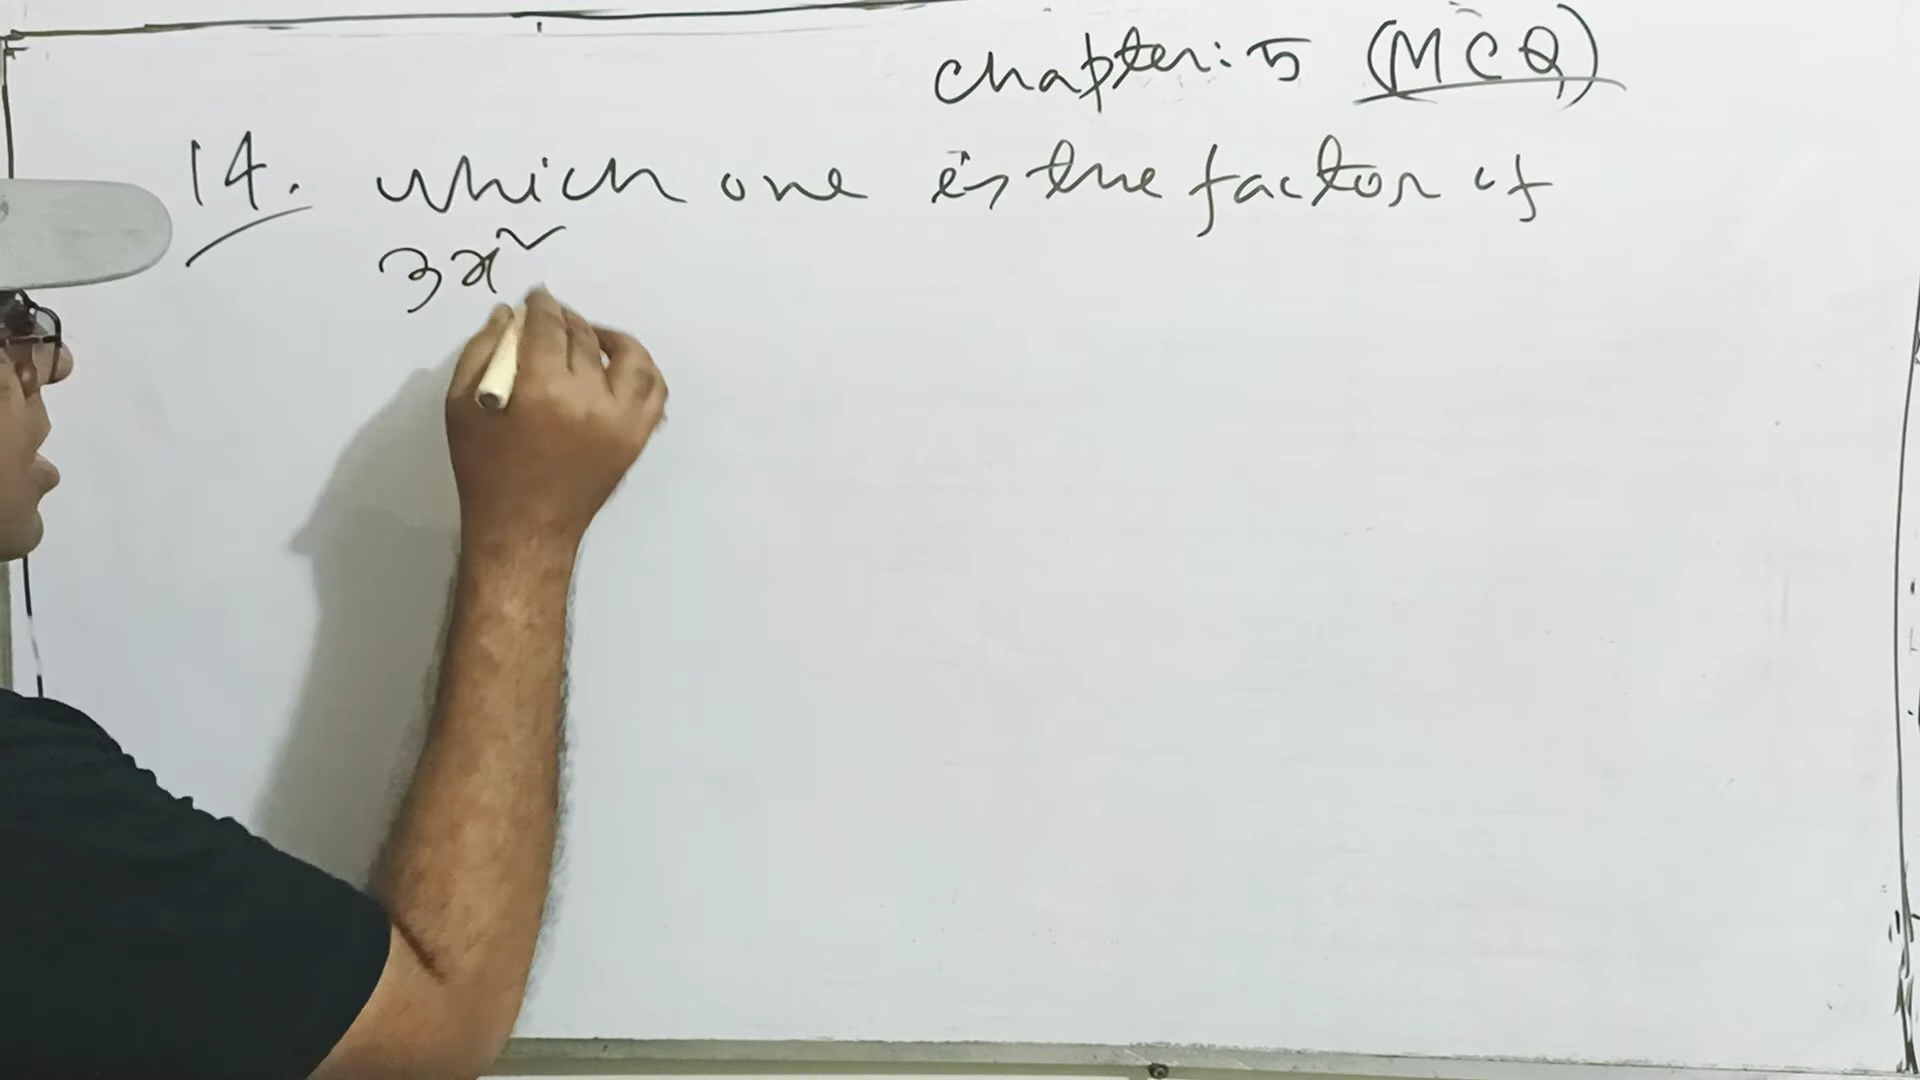 chapter: 5 (MCQ)
14. which one is the factor of
3x²